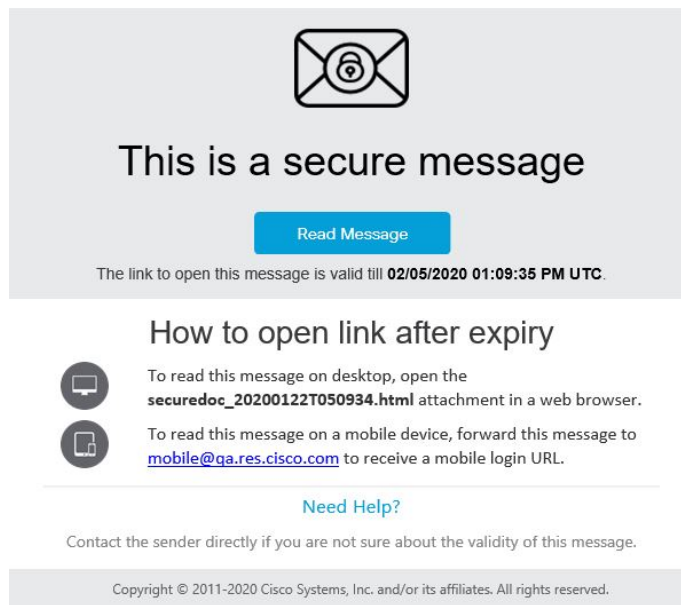 This is a secure message
Read Message
The link to open this message is valid till 02/05/2020 01:09:35 PM UTC.
How to open link after expiry
To read this message on desktop, open the
securedoc_20200122T050934.html attachment in a web browser.
To read this message on a mobile device, forward this message to
mobile@qa.res.cisco.com to receive a mobile login URL.
Need Help?
Contact the sender directly if you are not sure about the validity of this message.
Copyright © 2011-2020 Cisco Systems, Inc. and/or its affiliates. All rights reserved.